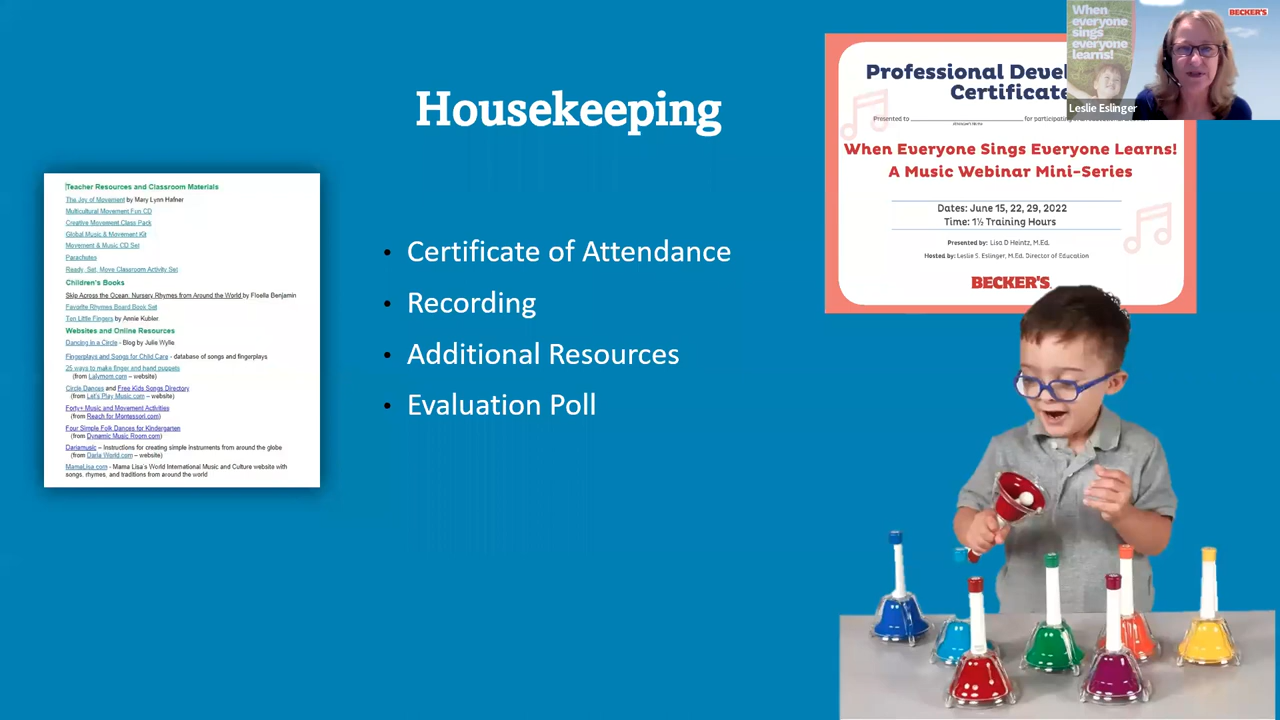 Housekeeping
Teacher Resources and Classroom Materials
The Joy of Movement by Mary Lynn Hafner
Multicultural Movement Fun CD
Creative Movement Class Pack
Global Music & Movement Kit
Movement & Music CD Set
Parachutes
Ready, Set, Move Classroom Activity Set
Children's Books
Skip Across the Ocean, Nursery Rhymes from Around the World by Floella Benjamin
Favorite Rhymes Board Book Set
Ten Little Fingers by Annie Kubler
Websites and Online Resources
Dancing In a Circle - Blog by Julie Wylie
Fingerplays and Songs for Child Care - database of songs and fingerplays
25 ways to make finger and hand puppets
(from Lalymom.com – website)
Circle Dances and Free Kids Songs Directory
(from Let's Play Music.com – website)
Forty+ Music and Movement Activities
(from Reach for Montessori.com)
Four Simple Folk Dances for Kindergarten
(from Dynamic Music Room.com)
Dariamusic – Instructions for creating simple instruments from around the globe
(from Daria World.com – website)
MamaLisa.com - Mama Lisa's World International Music and Culture website with
songs, rhymes, and traditions from around the world
• Certificate of Attendance
• Recording
• Additional Resources
• Evaluation Poll
Professional Devel
Certificate
Presented to for participating
When Everyone Sings Everyone Learns!
A Music Webinar Mini-Series
Dates: June 15, 22, 29, 2022
Time: 1½ Training Hours
Presented by: Lisa D Heintz, M.Ed.
Hosted by: Leslie S. Eslinger, M.Ed. Director of Education
BECKER'S
When
everyone
sings
everyone
learns!
BECKER'S
Leslie Eslinger